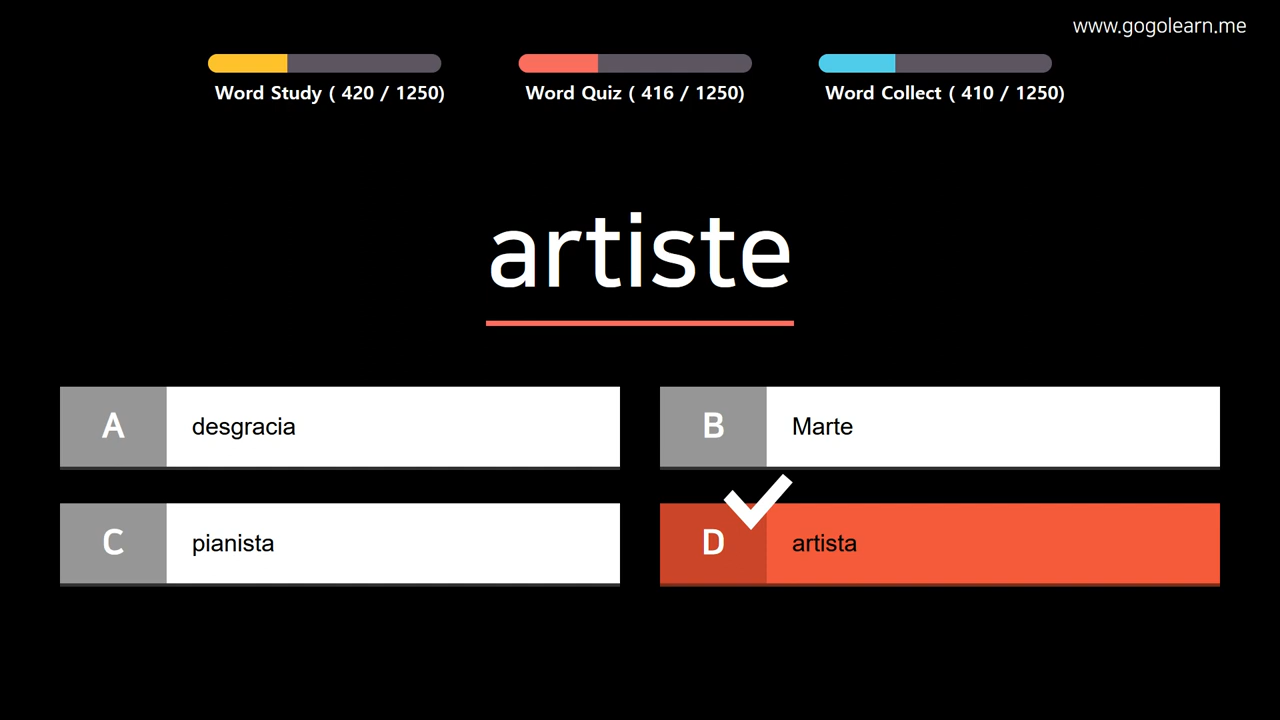 www.gogolearn.me
Word Study ( 420 / 1250)
Word Quiz ( 416 / 1250)
Word Collect ( 410 / 1250)
artiste
A desgracia
B Marte
C pianista
D artista